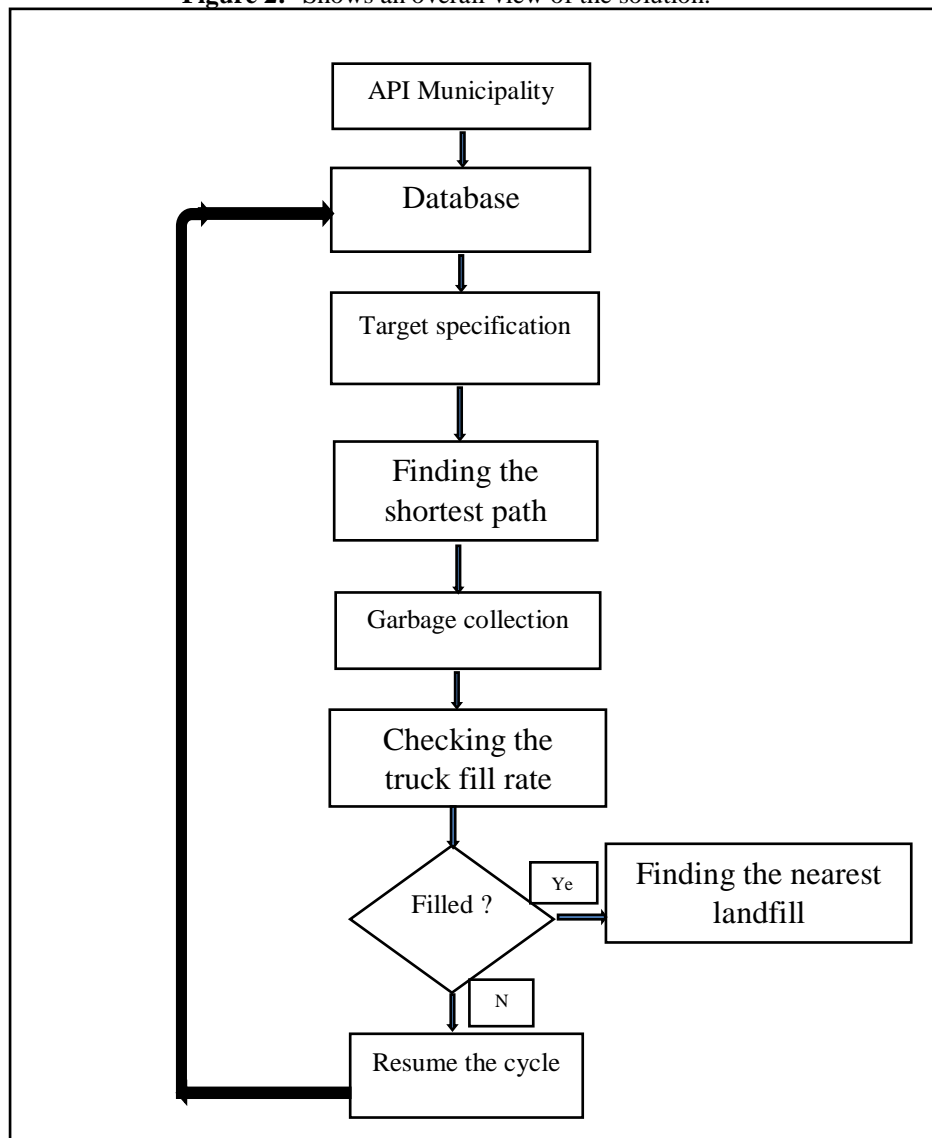 Figure 2. Shows an overall view of the solution.
API Municipality
Database
Target specification
Finding the
shortest path
Garbage collection
Checking the
truck fill rate
Filled ?
Ye
Finding the nearest
landfill
N
Resume the cycle